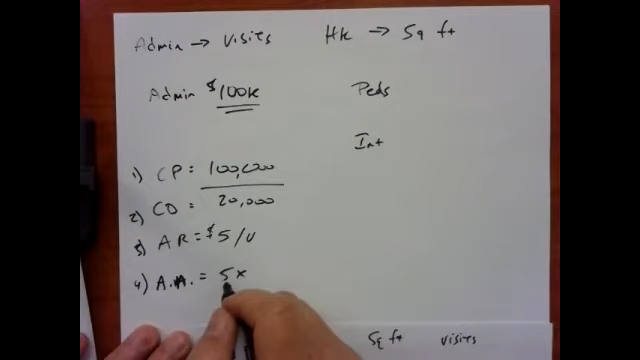 Admin → visits    HK → Sq ft
Admin $100k    Peds
Int
1) CP = 100,000
2) CD = 20,000
3) AR = $5/V
4) A.A. = 5x
Sq ft    visits